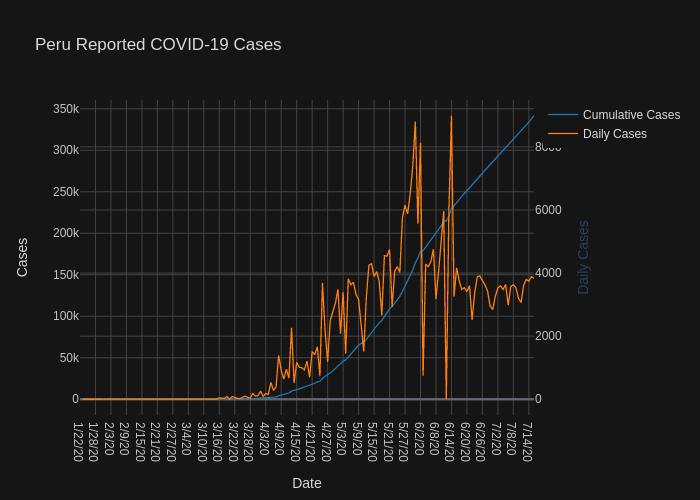 Peru Reported COVID-19 Cases
Cumulative Cases
Daily Cases
350k
300k
250k
200k
150k
100k
50k
0
8000
6000
4000
2000
0
Cases
Daily Cases
1/22/20
1/28/20
2/3/20
2/9/20
2/15/20
2/21/20
2/27/20
3/4/20
3/10/20
3/16/20
3/22/20
3/28/20
4/3/20
4/9/20
4/15/20
4/21/20
4/27/20
5/3/20
5/9/20
5/15/20
5/21/20
5/27/20
6/2/20
6/8/20
6/14/20
6/20/20
6/26/20
7/2/20
7/8/20
7/14/20
Date